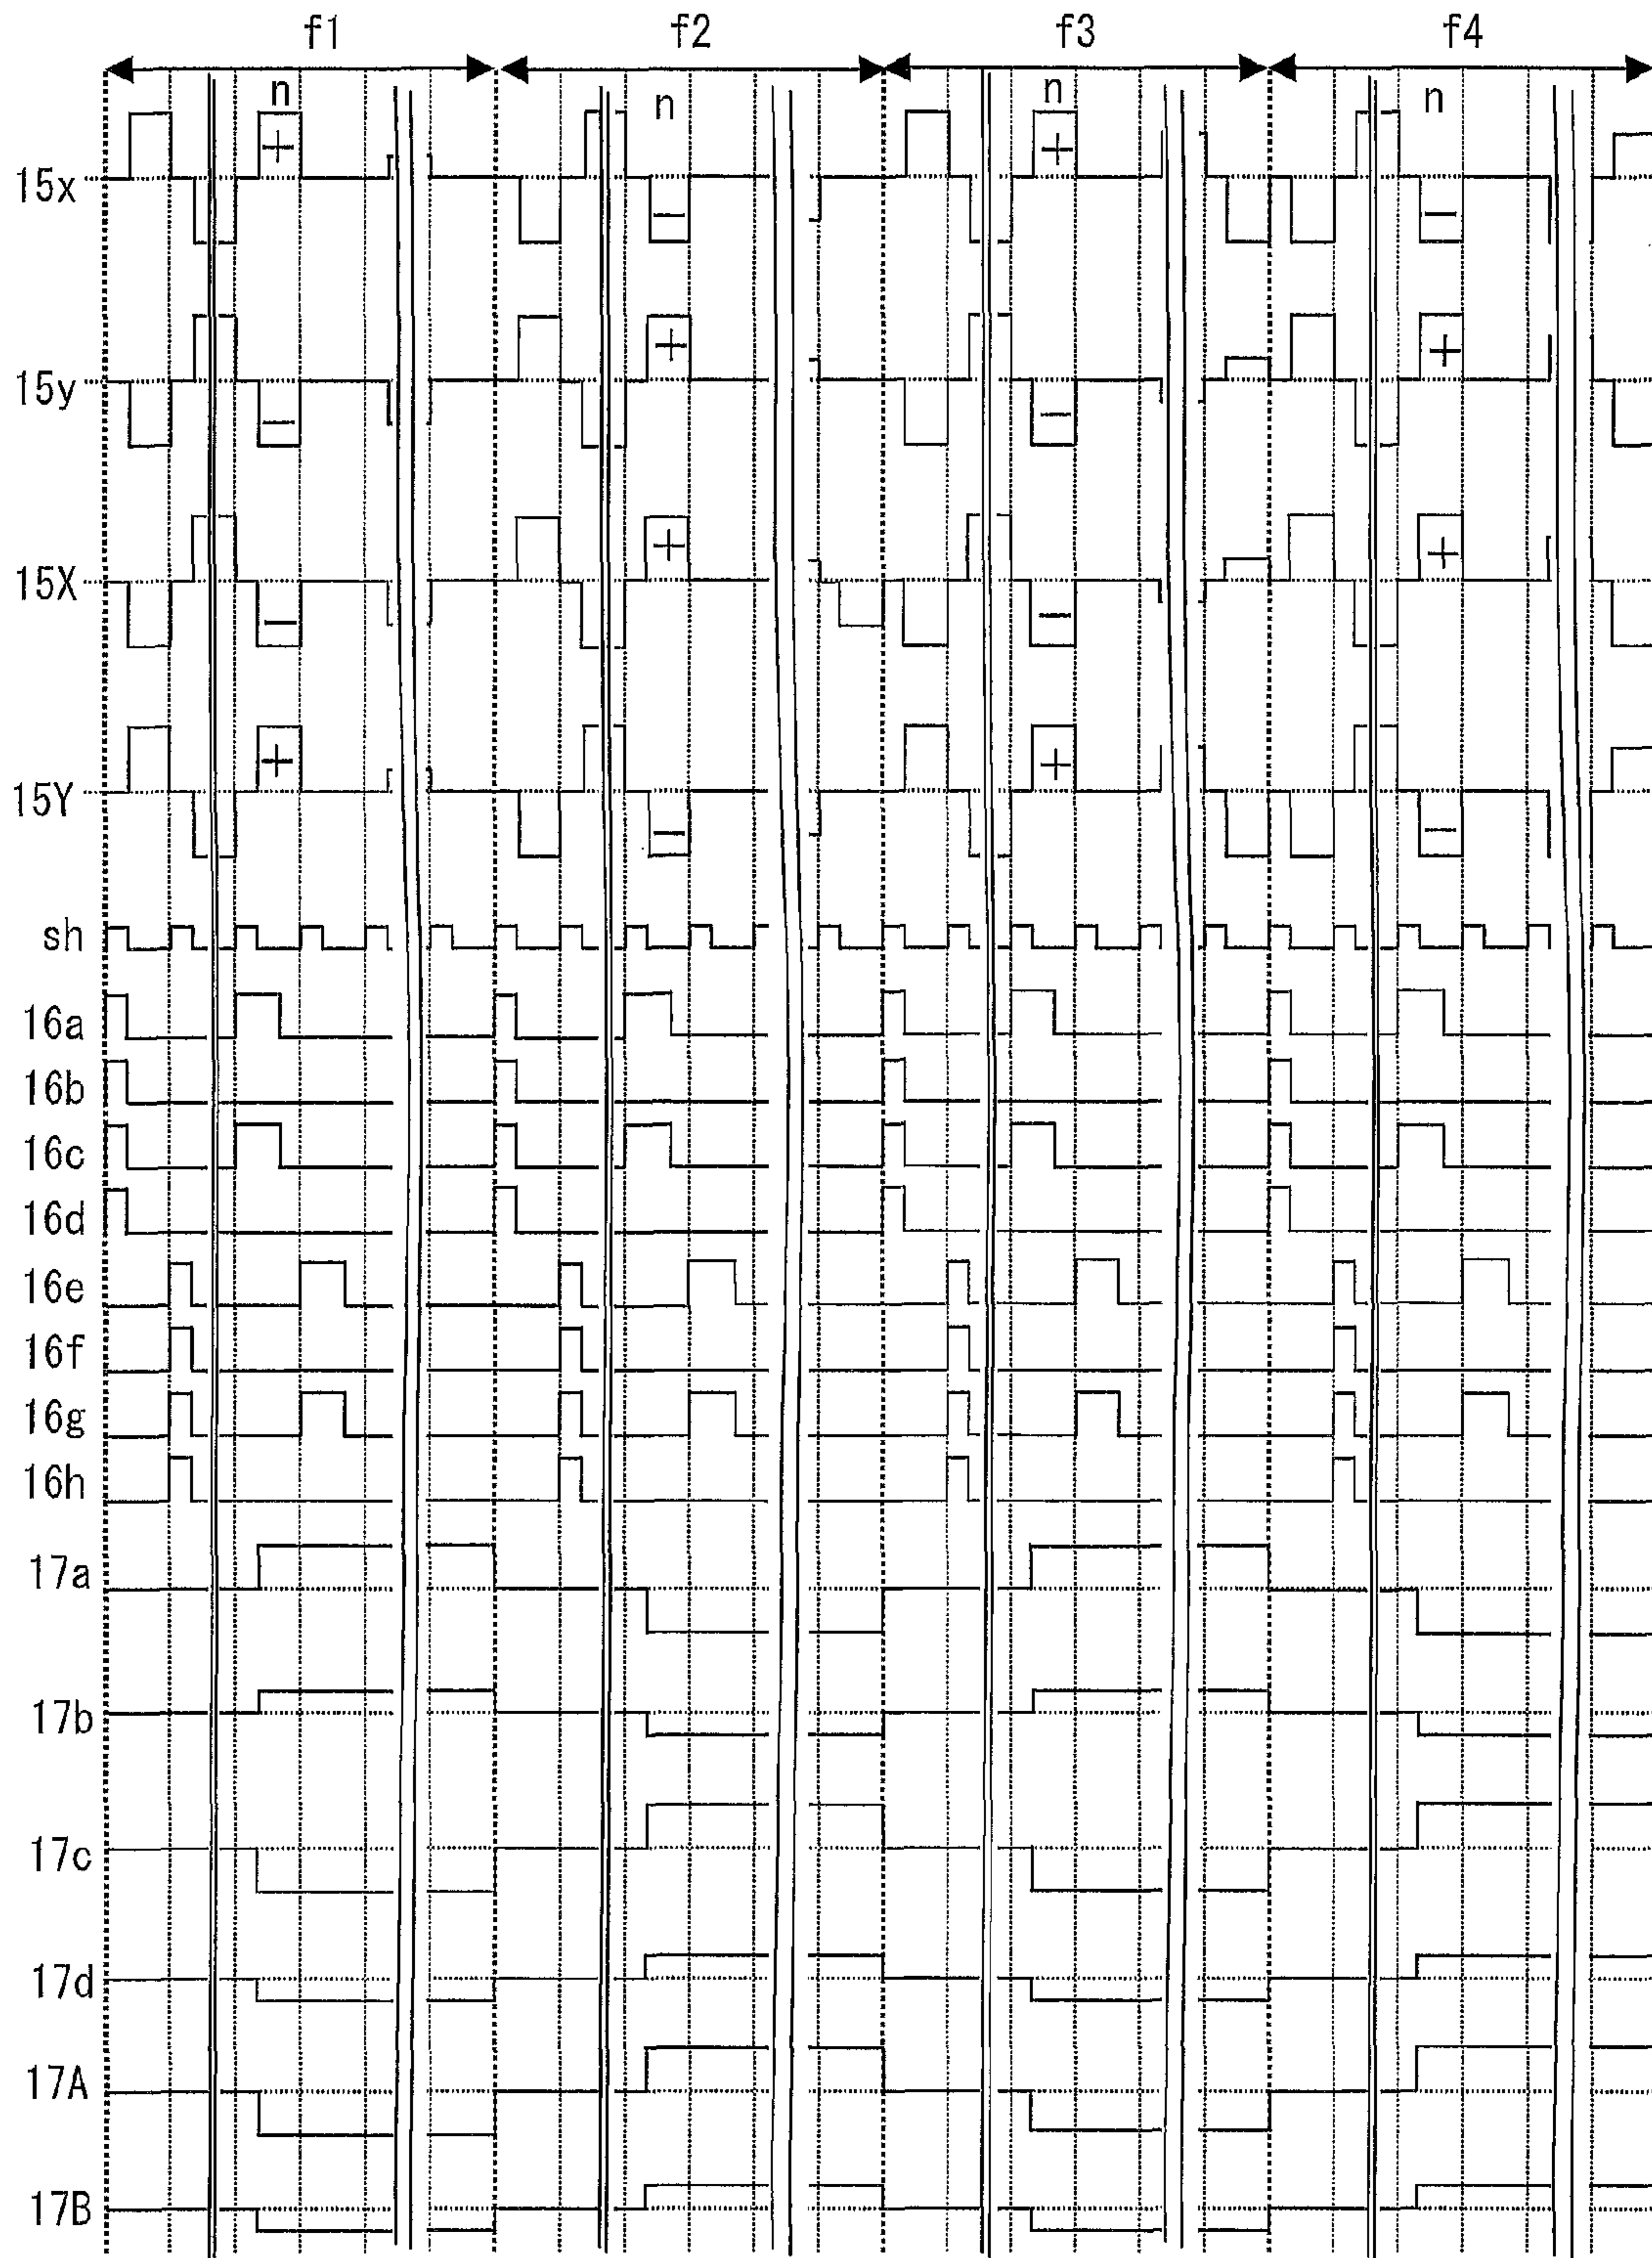 f1 f2 f3 f4
n n n n
15x + − + −
15y − + − +
15X − + − +
15Y + − + −
sh
16a
16b
16c
16d
16e
16f
16g
16h
17a
17b
17c
17d
17A
17B